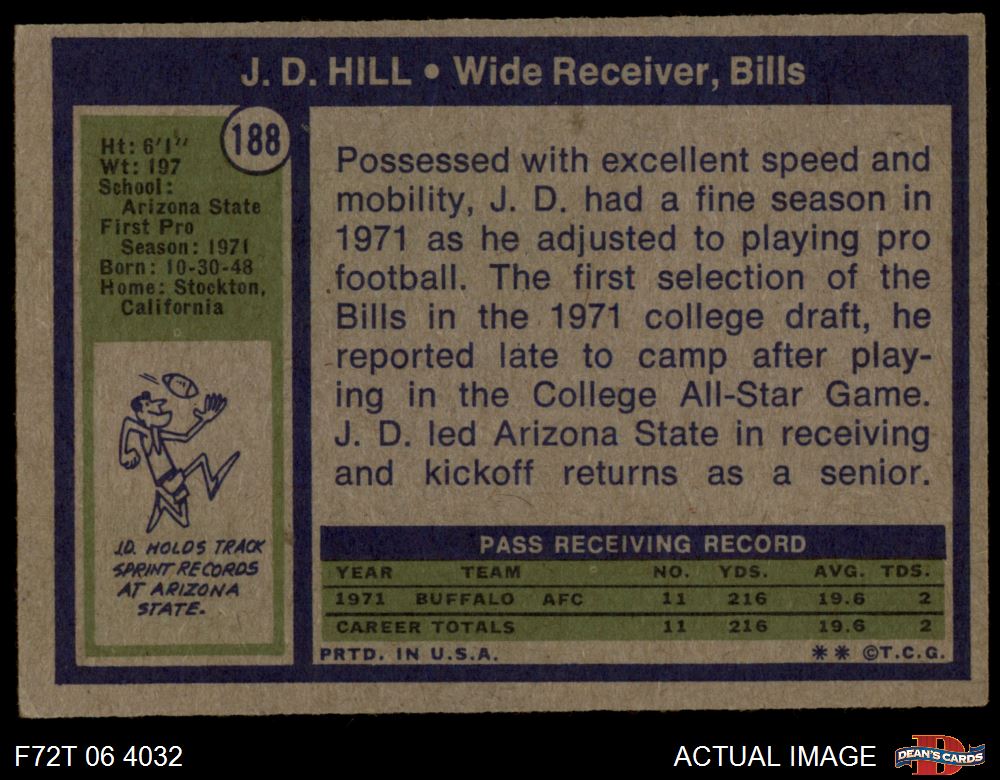 J. D. HILL • Wide Receiver, Bills
188
Ht: 6'1"
Wt: 197
School:
Arizona State
First Pro
Season: 1971
Born: 10-30-48
Home: Stockton,
California
J.D. HOLDS TRACK
SPRINT RECORDS
AT ARIZONA
STATE.
Possessed with excellent speed and
mobility, J. D. had a fine season in
1971 as he adjusted to playing pro
football. The first selection of the
Bills in the 1971 college draft, he
reported late to camp after play-
ing in the College All-Star Game.
J. D. led Arizona State in receiving
and kickoff returns as a senior.
PASS RECEIVING RECORD
YEAR TEAM NO. YDS. AVG. TDS.
1971 BUFFALO AFC 11 216 19.6 2
CAREER TOTALS 11 216 19.6 2
PRTD. IN U.S.A. ** ©T.C.G.
F72T 06 4032
ACTUAL IMAGE
D
DEAN'S CARDS